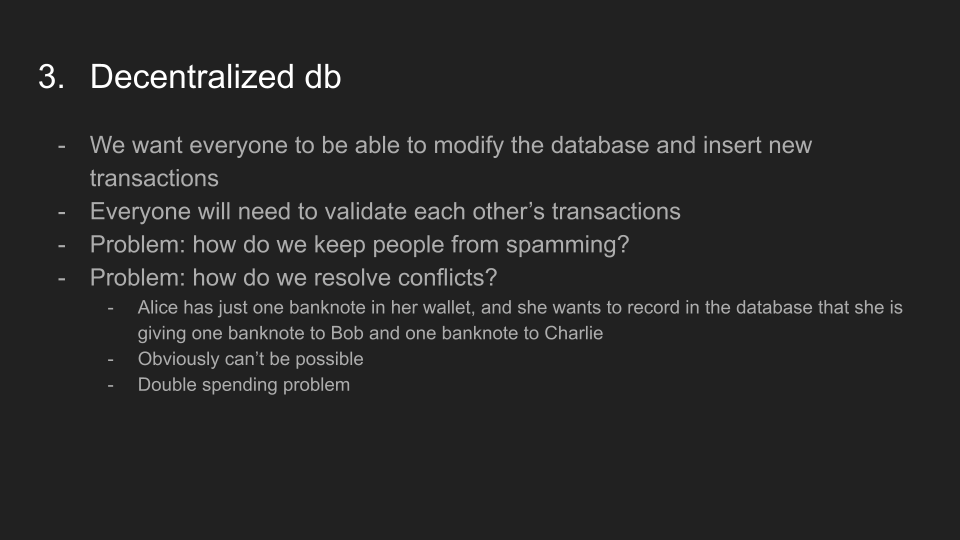 3. Decentralized db
- We want everyone to be able to modify the database and insert new
transactions
- Everyone will need to validate each other’s transactions
- Problem: how do we keep people from spamming?
- Problem: how do we resolve conflicts?
- Alice has just one banknote in her wallet, and she wants to record in the database that she is
giving one banknote to Bob and one banknote to Charlie
- Obviously can’t be possible
- Double spending problem